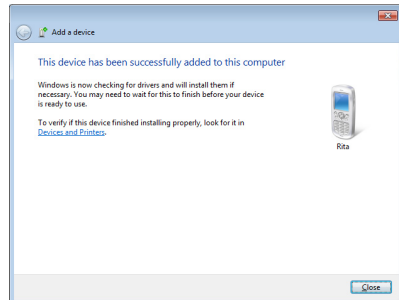 Add a device
This device has been successfully added to this computer
Windows is now checking for drivers and will install them if
necessary. You may need to wait for this to finish before your device
is ready to use.
To verify if this device finished installing properly, look for it in
Devices and Printers.
Rita
Close